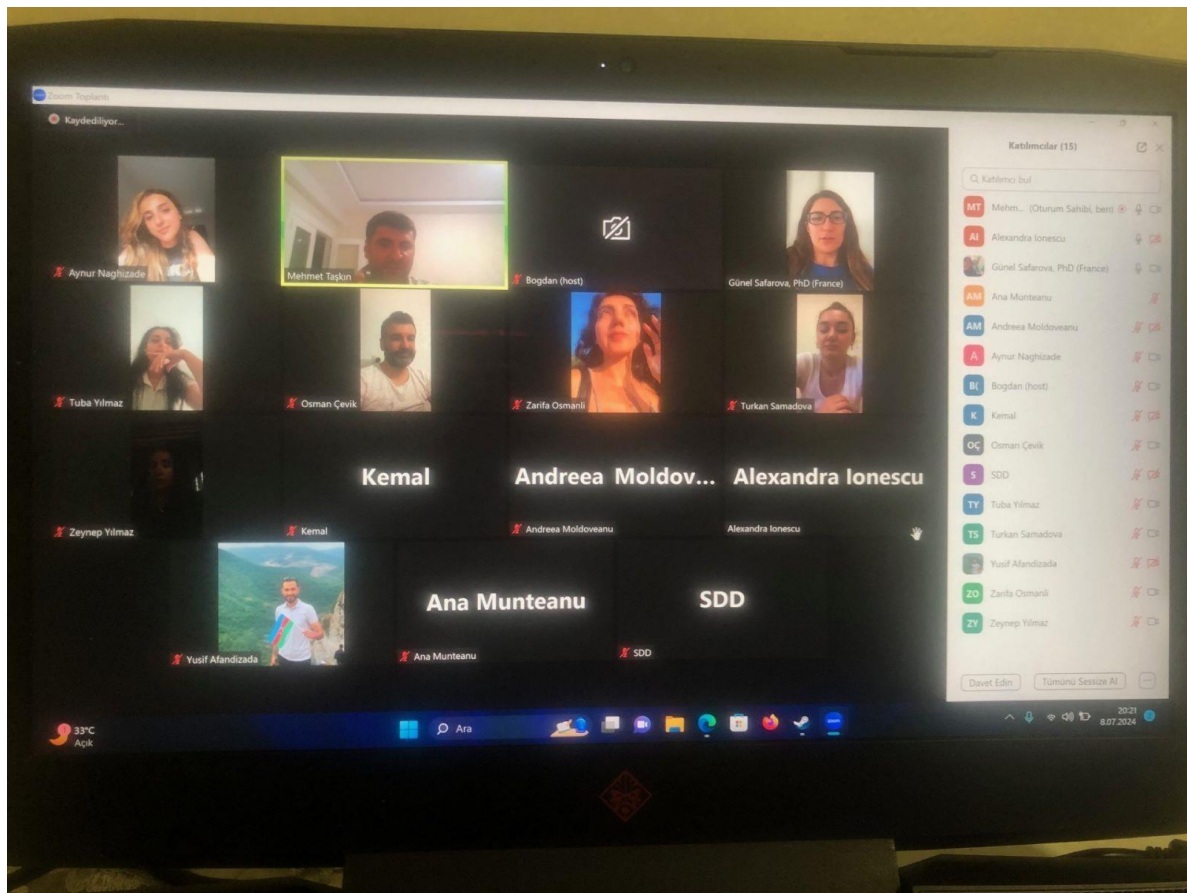 Zoom Toplantı
Kaydediliyor...
Aynur Naghizade
Mehmet Taşkın
Bogdan (host)
Günel Safarova, PhD (France)
Tuba Yılmaz
Osman Çevik
Zarifa Osmanli
Turkan Samadova
Kemal
Andreea Moldov...
Alexandra Ionescu
Zeynep Yılmaz
Kemal
Andreea Moldoveanu
Alexandra Ionescu
Ana Munteanu
SDD
Yusif Afandizada
Ana Munteanu
SDD
Katılımcılar (15)
Katılımcı bul
MT Mehm... (Oturum Sahibi, ben)
AI Alexandra Ionescu
Günel Safarova, PhD (France)
AM Ana Munteanu
AM Andreea Moldoveanu
A Aynur Naghizade
B( Bogdan (host)
K Kemal
OÇ Osman Çevik
S SDD
TY Tuba Yılmaz
TS Turkan Samadova
Yusif Afandizada
ZO Zarifa Osmanli
ZY Zeynep Yılmaz
Davet Edin
Tümünü Sessize Al
1
33°C
Açık
Ara
20:21
8.07.2024